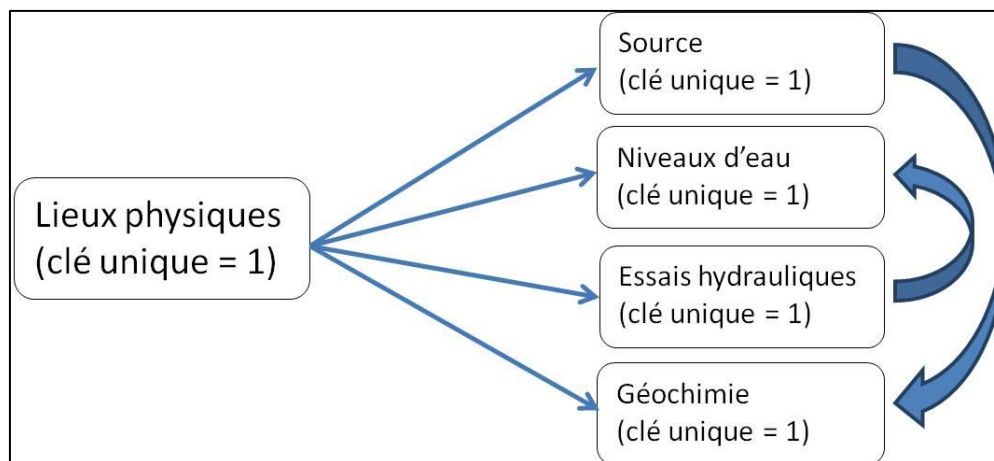 Lieux physiques
(clé unique = 1)
Source
(clé unique = 1)
Niveaux d’eau
(clé unique = 1)
Essais hydrauliques
(clé unique = 1)
Géochimie
(clé unique = 1)